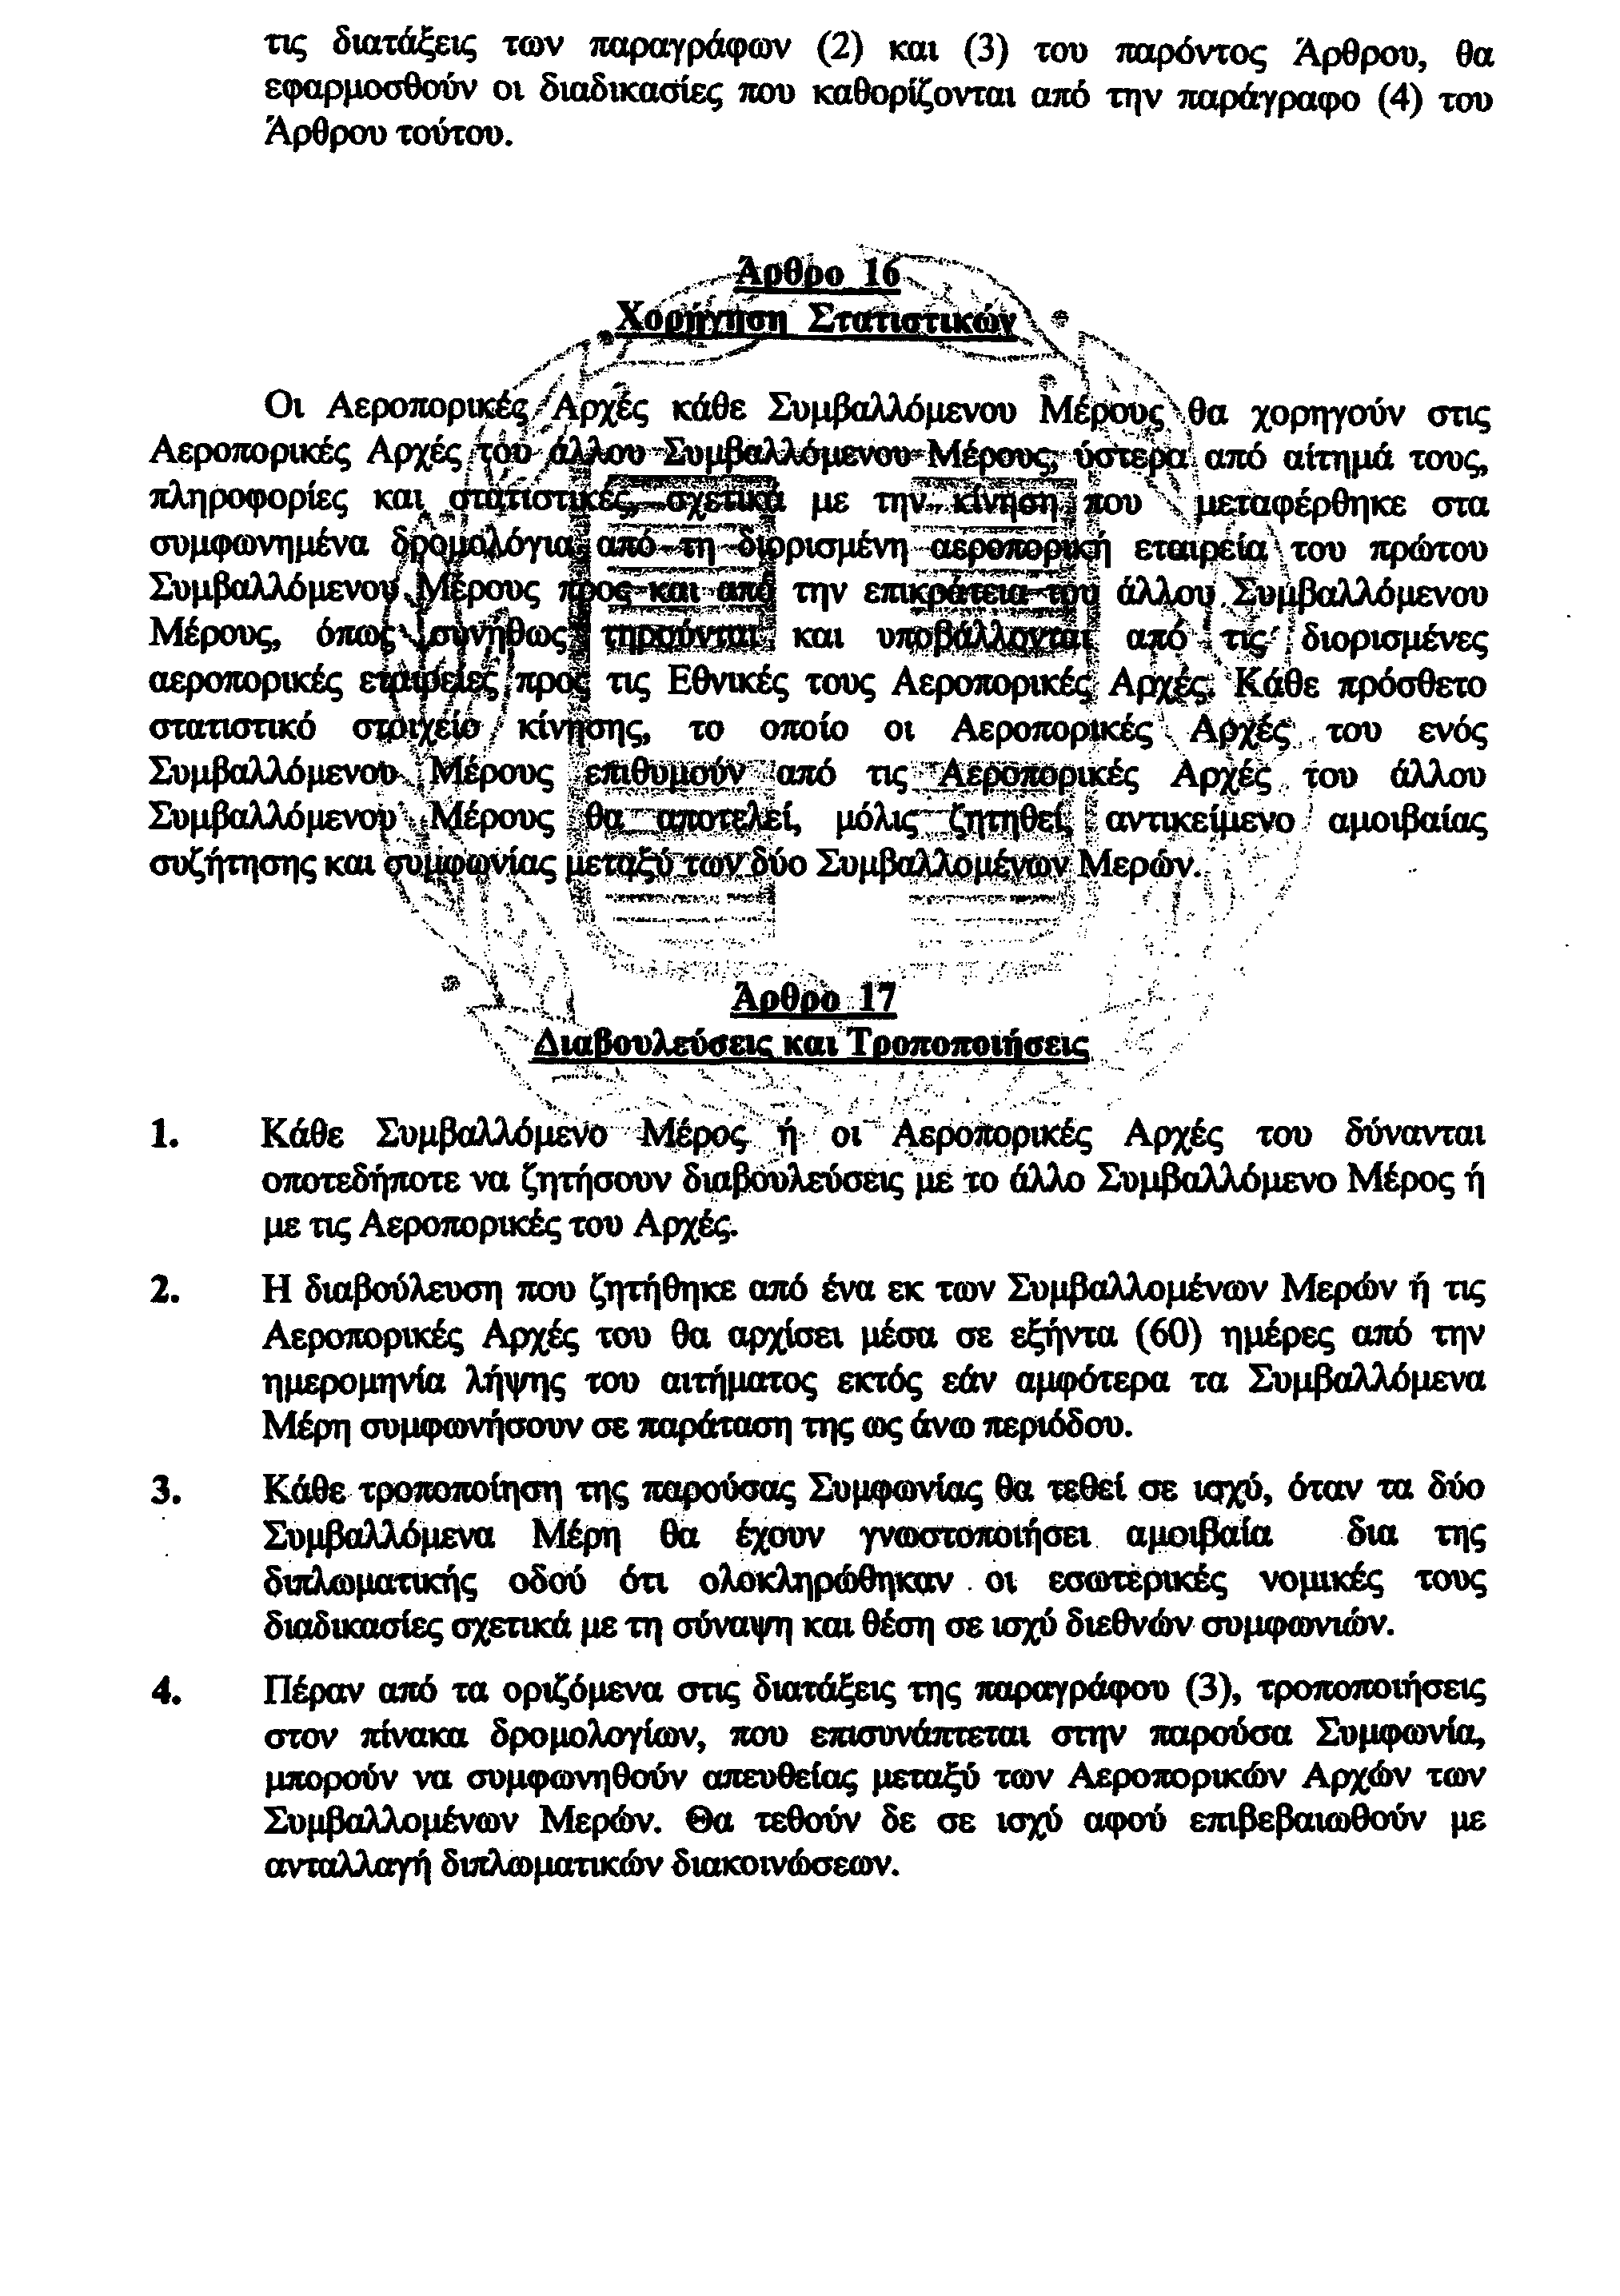 τις διατάξεις των παραγράφων (2) και (3) του παρόντος Άρθρου, θα
εφαρμοσθούν οι διαδικασίες που καθορίζονται από την παράγραφο (4) του
Άρθρου τούτου.
Άρθρο 16
Χορήγηση Στατιστικών
Οι Αεροπορικές Αρχές κάθε Συμβαλλόμενου Μέρους θα χορηγούν στις
Αεροπορικές Αρχές του άλλου Συμβαλλόμενου Μέρους, ύστερα από αίτημά τους,
πληροφορίες και στατιστικές, σχετικά με την κίνηση που μεταφέρθηκε στα
συμφωνημένα δρομολόγια από τη διορισμένη αεροπορική εταιρεία του πρώτου
Συμβαλλόμενου Μέρους προς και από την επικράτεια του άλλου Συμβαλλόμενου
Μέρους, όπως συνήθως τηρούνται και υποβάλλονται από τις διορισμένες
αεροπορικές εταιρείες προς τις Εθνικές τους Αεροπορικές Αρχές. Κάθε πρόσθετο
στατιστικό στοιχείο κίνησης, το οποίο οι Αεροπορικές Αρχές του ενός
Συμβαλλόμενου Μέρους επιθυμούν από τις Αεροπορικές Αρχές του άλλου
Συμβαλλόμενου Μέρους θα αποτελεί, μόλις ζητηθεί, αντικείμενο αμοιβαίας
συζήτησης και συμφωνίας μεταξύ των δύο Συμβαλλομένων Μερών.
Άρθρο 17
Διαβουλεύσεις και Τροποποιήσεις
1. Κάθε Συμβαλλόμενο Μέρος ή οι Αεροπορικές Αρχές του δύνανται
οποτεδήποτε να ζητήσουν διαβουλεύσεις με το άλλο Συμβαλλόμενο Μέρος ή
με τις Αεροπορικές του Αρχές.
2. Η διαβούλευση που ζητήθηκε από ένα εκ των Συμβαλλομένων Μερών ή τις
Αεροπορικές Αρχές του θα αρχίσει μέσα σε εξήντα (60) ημέρες από την
ημερομηνία λήψης του αιτήματος εκτός εάν αμφότερα τα Συμβαλλόμενα
Μέρη συμφωνήσουν σε παράταση της ως άνω περιόδου.
3. Κάθε τροποποίηση της παρούσας Συμφωνίας θα τεθεί σε ισχύ, όταν τα δύο
Συμβαλλόμενα Μέρη θα έχουν γνωστοποιήσει αμοιβαία δια της
διπλωματικής οδού ότι ολοκληρώθηκαν οι εσωτερικές νομικές τους
διαδικασίες σχετικά με τη σύναψη και θέση σε ισχύ διεθνών συμφωνιών.
4. Πέραν από τα οριζόμενα στις διατάξεις της παραγράφου (3), τροποποιήσεις
στον πίνακα δρομολογίων, που επισυνάπτεται στην παρούσα Συμφωνία,
μπορούν να συμφωνηθούν απευθείας μεταξύ των Αεροπορικών Αρχών των
Συμβαλλομένων Μερών. Θα τεθούν δε σε ισχύ αφού επιβεβαιωθούν με
ανταλλαγή διπλωματικών διακοινώσεων.